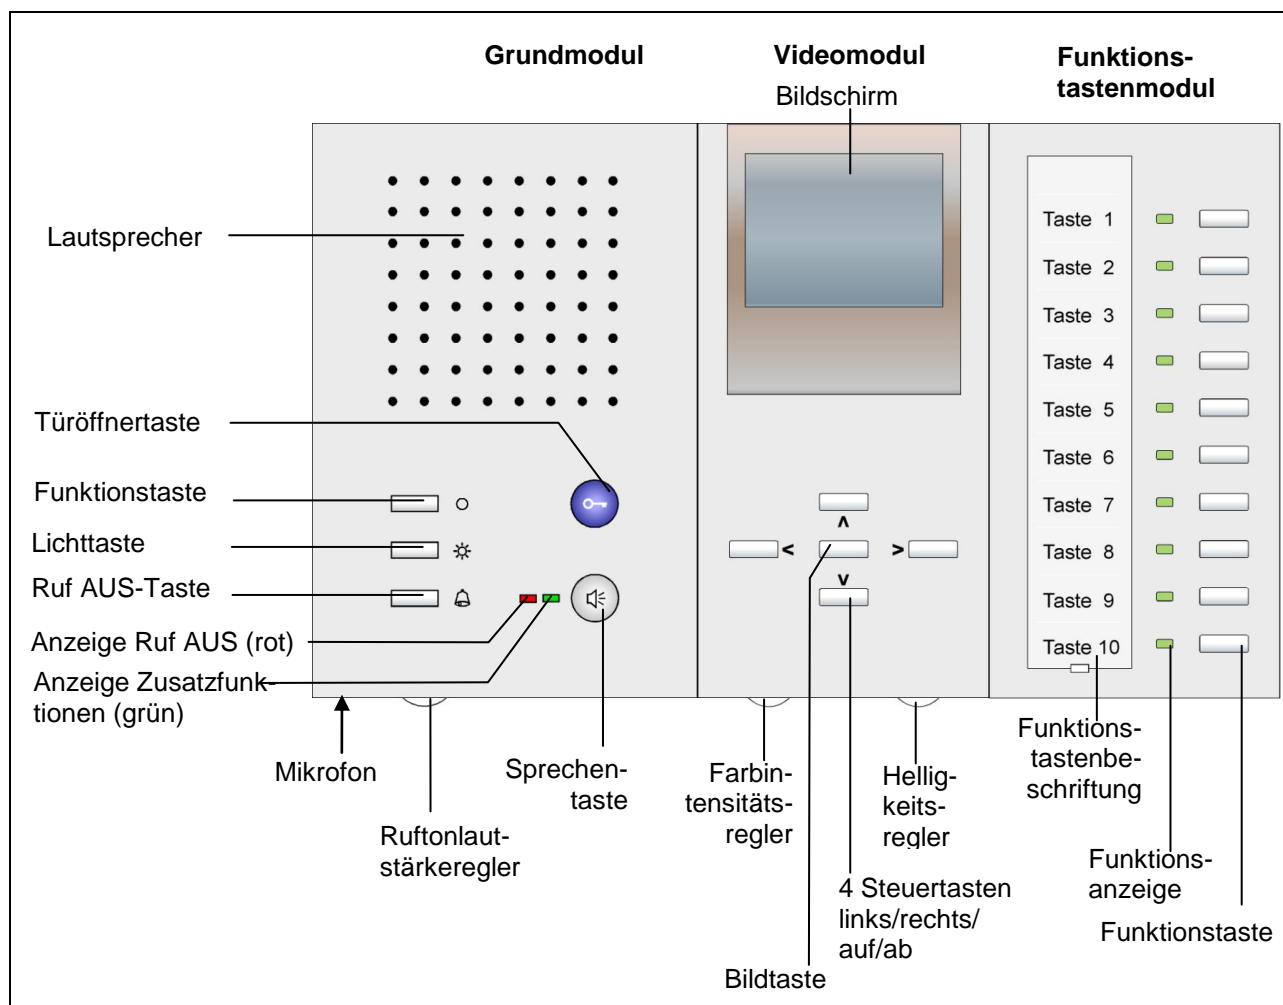 Grundmodul
Videomodul
Funktions-
tastenmodul
Bildschirm
Lautsprecher
Türöffnertaste
Funktionstaste
Lichttaste
Ruf AUS-Taste
Anzeige Ruf AUS (rot)
Anzeige Zusatzfunk-
tionen (grün)
Mikrofon
Ruftonlaut-
stärkeregler
Sprechen-
taste
<
>
^
v
Farbin-
tensitäts-
regler
Hellig-
keits-
regler
4 Steuertasten
links/rechts/
auf/ab
Bildtaste
Taste 1
Taste 2
Taste 3
Taste 4
Taste 5
Taste 6
Taste 7
Taste 8
Taste 9
Taste 10
Funktions-
tastenbe-
schriftung
Funktions-
anzeige
Funktionstaste